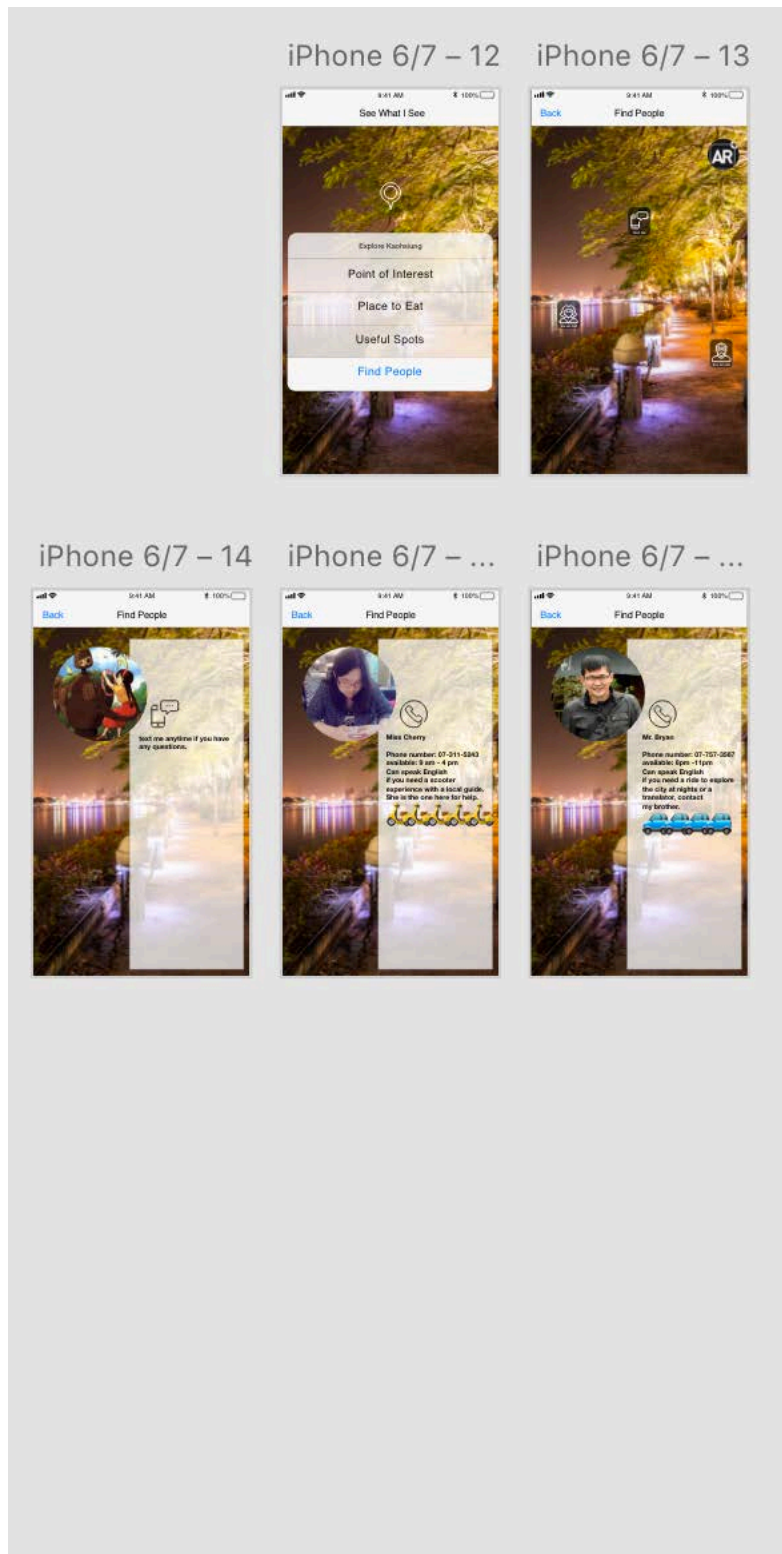 iPhone 6/7 – 12
iPhone 6/7 – 13
9:41 AM
100%
See What I See
Explore Kaohsiung
Point of Interest
Place to Eat
Useful Spots
Find People
9:41 AM
100%
Back
Find People
AR
iPhone 6/7 – 14
iPhone 6/7 – ...
iPhone 6/7 – ...
9:41 AM
100%
Back
Find People
text me anytime if you have
any questions.
9:41 AM
100%
Back
Find People
Miss Cherry
Phone number: 07-311-5243
available: 9 am - 4 pm
Can speak English
if you need a scooter
experience with a local guide.
She is the one here for help.
9:41 AM
100%
Back
Find People
Mr. Bryan
Phone number: 07-757-3567
available: 6pm -11pm
Can speak English
if you need a ride to explore
the city at nights or a
translator, contact
my brother.